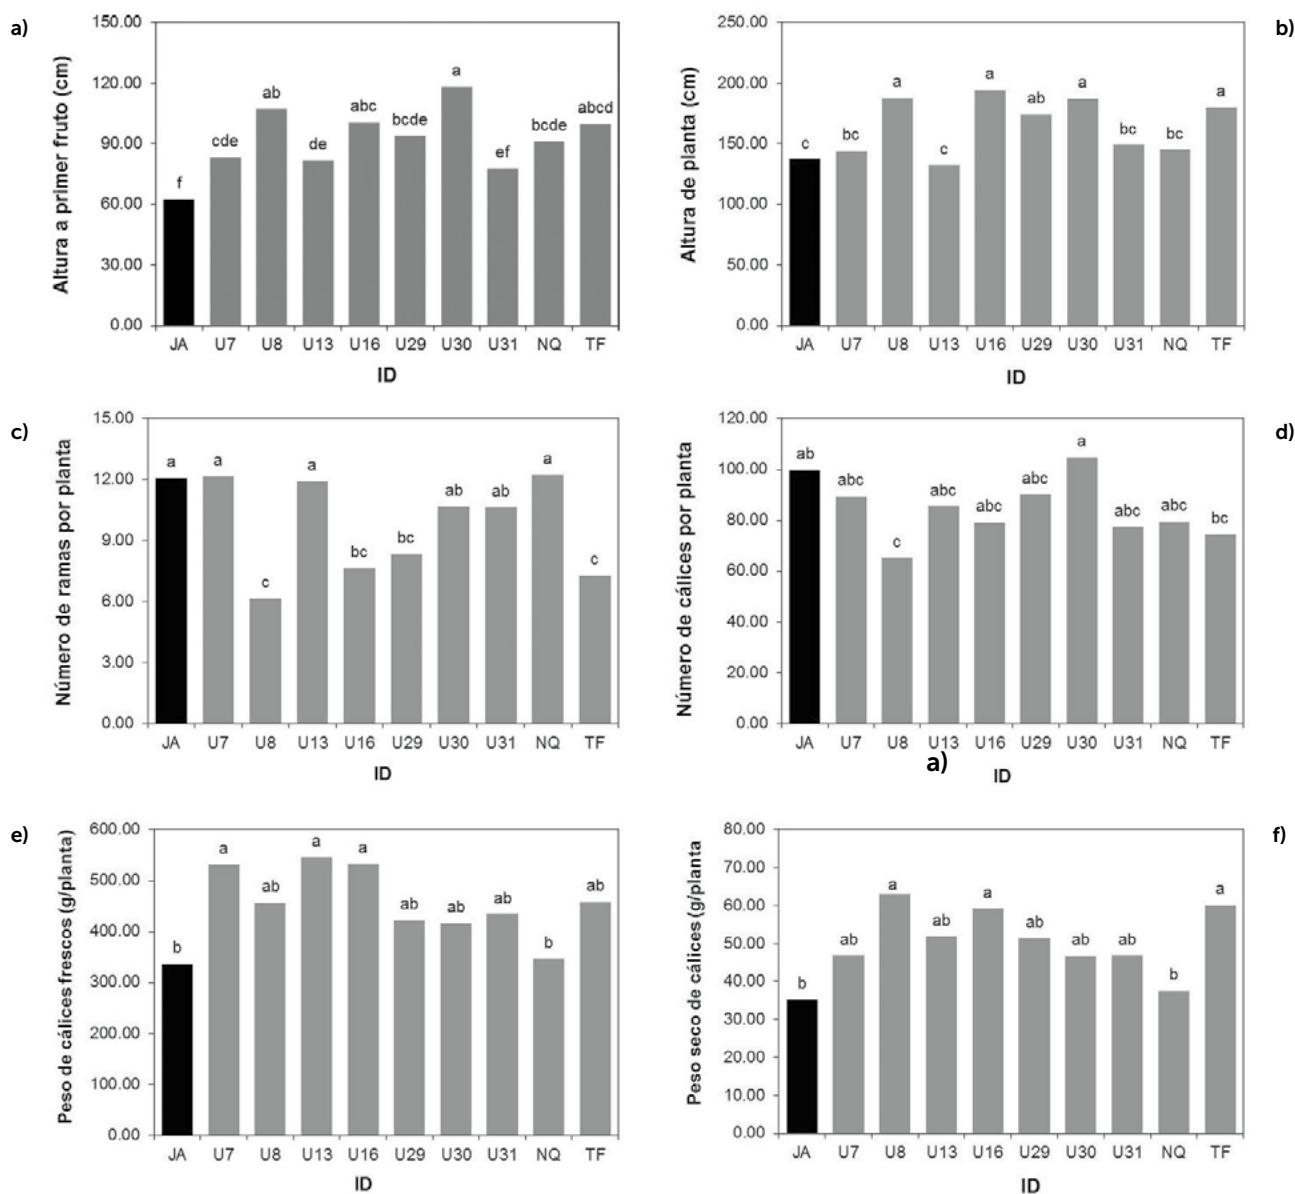 a)
Altura a primer fruto (cm)
150.00
120.00
90.00
60.00
30.00
0.00
f
cde
ab
de
abc
bcde
a
ef
bcde
abcd
JA U7 U8 U13 U16 U29 U30 U31 NQ TF
ID
b)
Altura de planta (cm)
250.00
200.00
150.00
100.00
50.00
0.00
c
bc
a
c
a
ab
a
bc
bc
a
JA U7 U8 U13 U16 U29 U30 U31 NQ TF
ID
c)
Número de ramas por planta
15.00
12.00
9.00
6.00
3.00
0.00
a
a
c
a
bc
bc
ab
ab
a
c
JA U7 U8 U13 U16 U29 U30 U31 NQ TF
ID
d)
Número de cálices por planta
120.00
100.00
80.00
60.00
40.00
20.00
0.00
ab
abc
c
abc
abc
abc
a
abc
abc
bc
JA U7 U8 U13 U16 U29 U30 U31 NQ TF
a)
ID
e)
Peso de cálices frescos (g/planta)
600.00
500.00
400.00
300.00
200.00
100.00
0.00
b
a
ab
a
a
ab
ab
ab
b
ab
JA U7 U8 U13 U16 U29 U30 U31 NQ TF
ID
f)
Peso seco de cálices (g/planta
80.00
70.00
60.00
50.00
40.00
30.00
20.00
10.00
0.00
b
ab
a
ab
a
ab
ab
ab
b
a
JA U7 U8 U13 U16 U29 U30 U31 NQ TF
ID